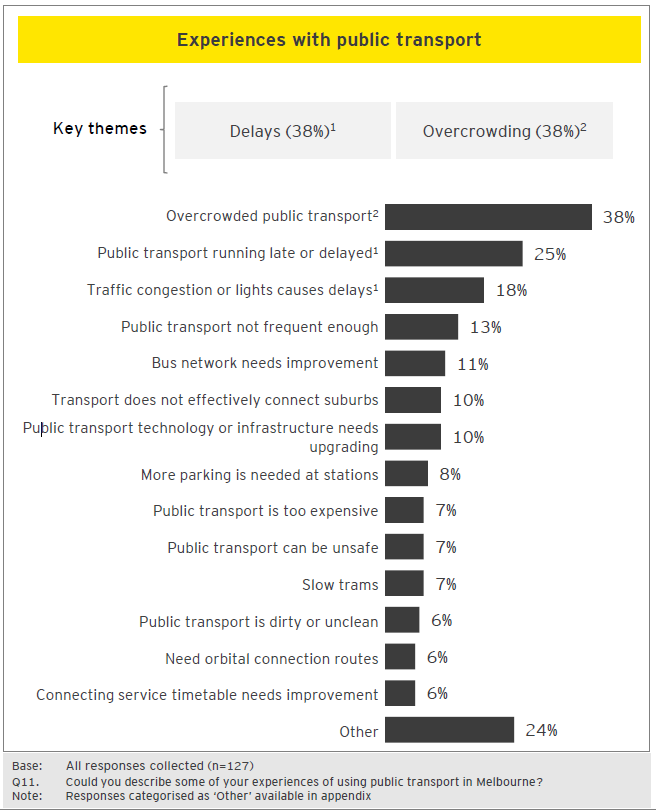 Experiences with public transport
Key themes
Delays (38%)¹
Overcrowding (38%)²
Overcrowded public transport² 38%
Public transport running late or delayed¹ 25%
Traffic congestion or lights causes delays¹ 18%
Public transport not frequent enough 13%
Bus network needs improvement 11%
Transport does not effectively connect suburbs 10%
Public transport technology or infrastructure needs
upgrading 10%
More parking is needed at stations 8%
Public transport is too expensive 7%
Public transport can be unsafe 7%
Slow trams 7%
Public transport is dirty or unclean 6%
Need orbital connection routes 6%
Connecting service timetable needs improvement 6%
Other 24%
Base: All responses collected (n=127)
Q11. Could you describe some of your experiences of using public transport in Melbourne?
Note: Responses categorised as ‘Other’ available in appendix